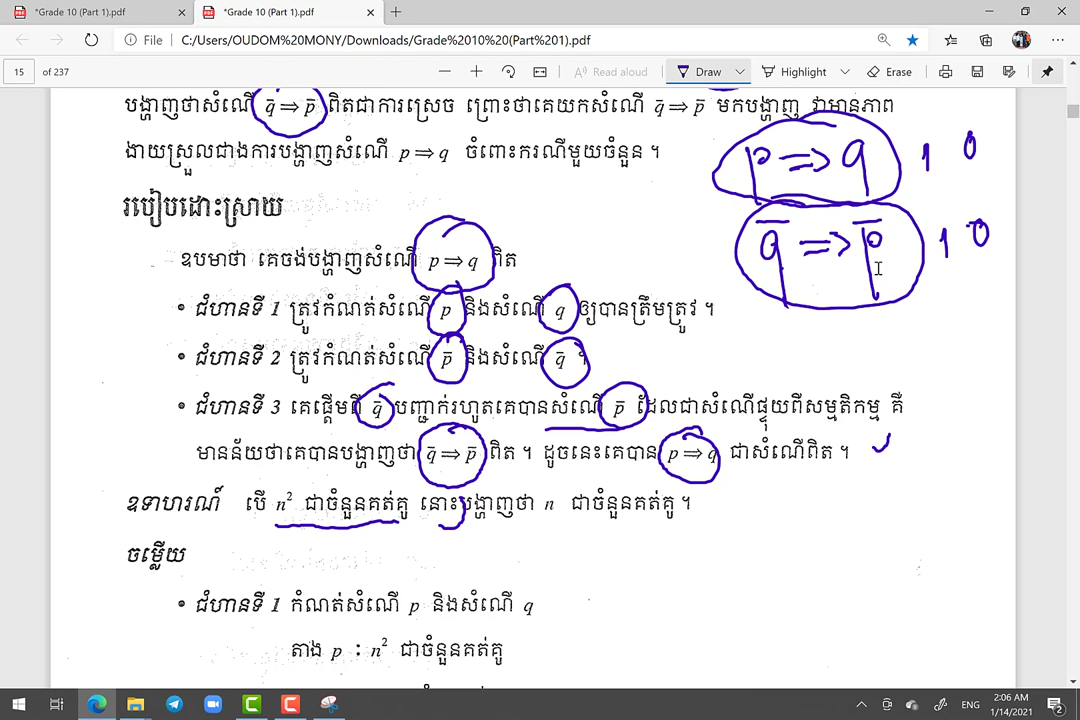 *Grade 10 (Part 1).pdf
*Grade 10 (Part 1).pdf
File C:/Users/OUDOM%20MONY/Downloads/Grade%2010%20(Part%201).pdf
15 of 237 Read aloud Draw Highlight Erase
បង្ហាញថាសំណើ q̄ ⇒ p̄ ពិតជាការស្រេច ព្រោះថាគេយកសំណើ q̄ ⇒ p̄ មកបង្ហាញ វាមានភាព
ងាយស្រួលជាងការបង្ហាញសំណើ p ⇒ q ចំពោះករណីមួយចំនួន ។
p ⇒ q 1 0
q̄ ⇒ p̄ 1 0
របៀបដោះស្រាយ
ឧបមាថា គេចង់បង្ហាញសំណើ p ⇒ q ពិត
• ជំហានទី 1 ត្រូវកំណត់សំណើ p និងសំណើ q ឲ្យបានត្រឹមត្រូវ ។
• ជំហានទី 2 ត្រូវកំណត់សំណើ p̄ និងសំណើ q̄ ។
• ជំហានទី 3 គេផ្ដើមពី q̄ បញ្ជាក់រហូតគេបានសំណើ p̄ ដែលជាសំណើផ្ទុយពីសម្មតិកម្ម គឺ
មានន័យថាគេបានបង្ហាញថា q̄ ⇒ p̄ ពិត ។ ដូចនេះគេបាន p ⇒ q ជាសំណើពិត ។
ឧទាហរណ៍ បើ n² ជាចំនួនគត់គូ នោះបង្ហាញថា n ជាចំនួនគត់គូ ។
ចម្លើយ
• ជំហានទី 1 កំណត់សំណើ p និងសំណើ q
តាង p : n² ជាចំនួនគត់គូ
ENG
2:06 AM
1/14/2021
2